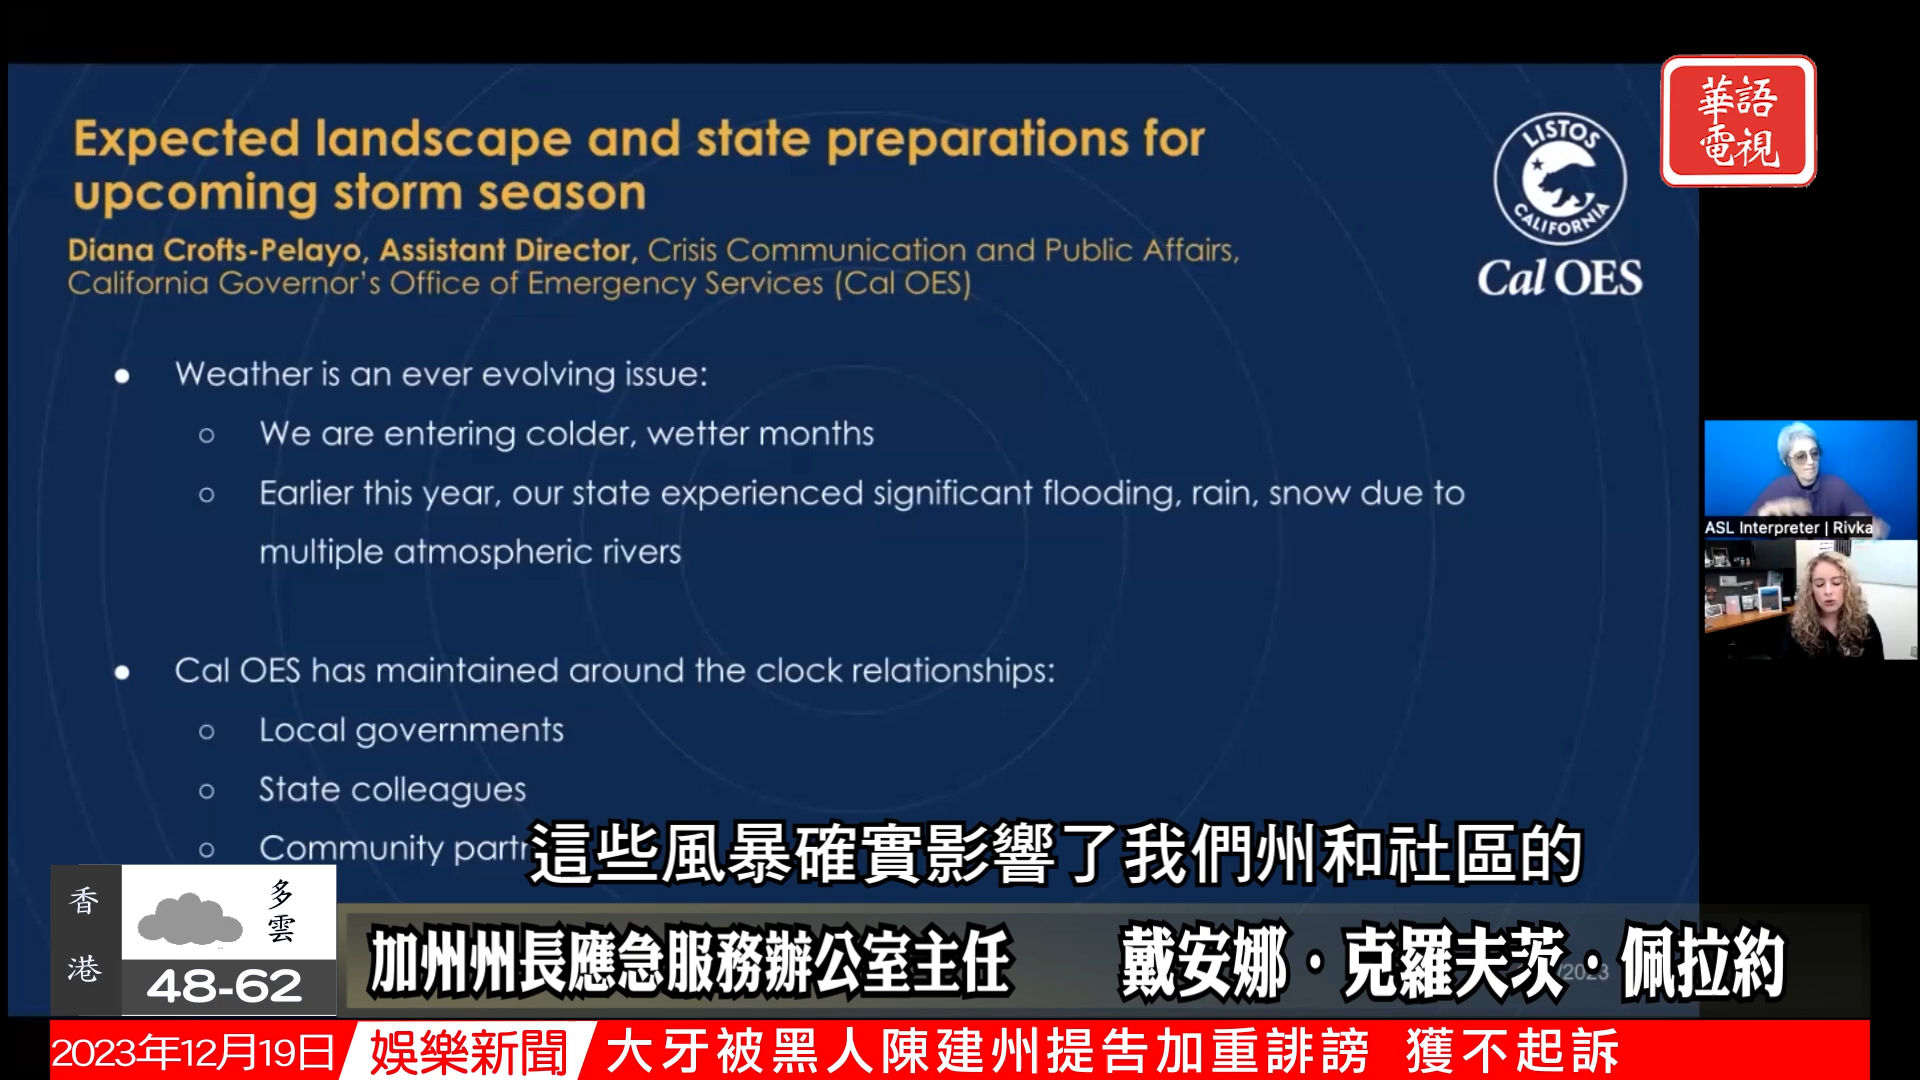 Expected landscape and state preparations for
upcoming storm season
Diana Crofts-Pelayo, Assistant Director, Crisis Communication and Public Affairs,
California Governor's Office of Emergency Services (Cal OES)
LISTOS
CALIFORNIA
Cal OES
華語
電視
● Weather is an ever evolving issue:
○ We are entering colder, wetter months
○ Earlier this year, our state experienced significant flooding, rain, snow due to
multiple atmospheric rivers
● Cal OES has maintained around the clock relationships:
○ Local governments
○ State colleagues
○ Community
ASL Interpreter | Rivka
這些風暴確實影響了我們州和社區的
香港
多雲
48-62
加州州長應急服務辦公室主任 戴安娜·克羅夫茨·佩拉約
/2023
2023年12月19日 娛樂新聞 大牙被黑人陳建州提告加重誹謗 獲不起訴